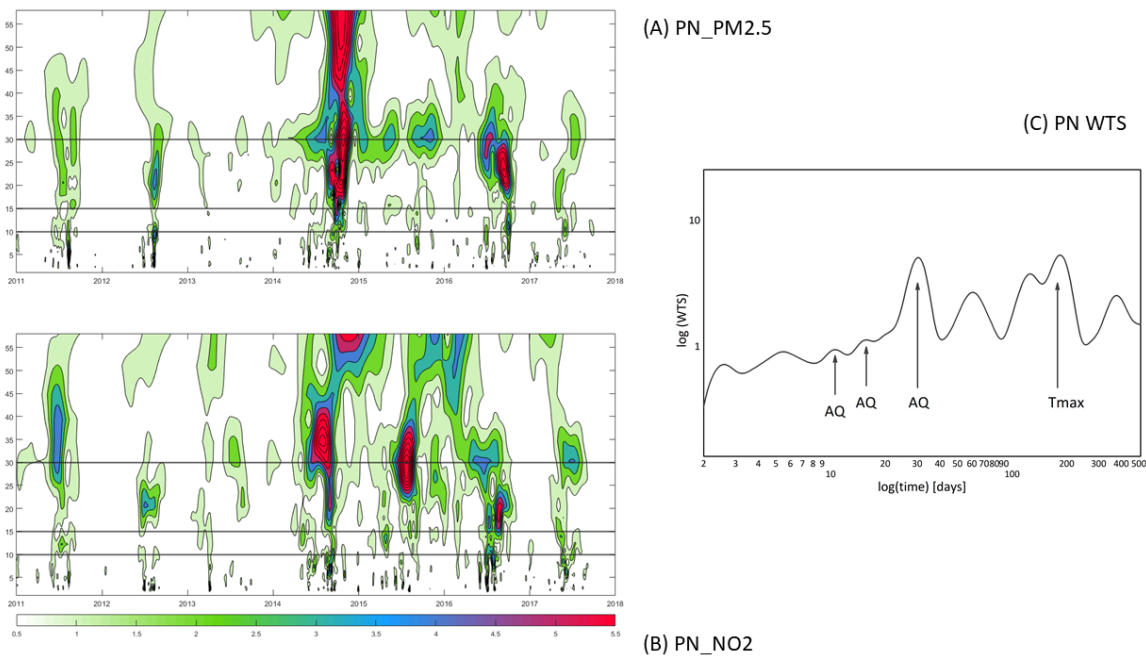 (A) PN_PM2.5
55
50
45
40
35
30
25
20
15
10
5
2011 2012 2013 2014 2015 2016 2017 2018
55
50
45
40
35
30
25
20
15
10
5
2011 2012 2013 2014 2015 2016 2017 2018
0.5 1 1.5 2 2.5 3 3.5 4 4.5 5 5.5
(B) PN_NO2
(C) PN WTS
log (WTS)
10
1
AQ AQ AQ Tmax
2 3 4 5 6 7 8 9 10 20 30 40 50 60 70 80 90 100 200 300 400 500
log(time) [days]